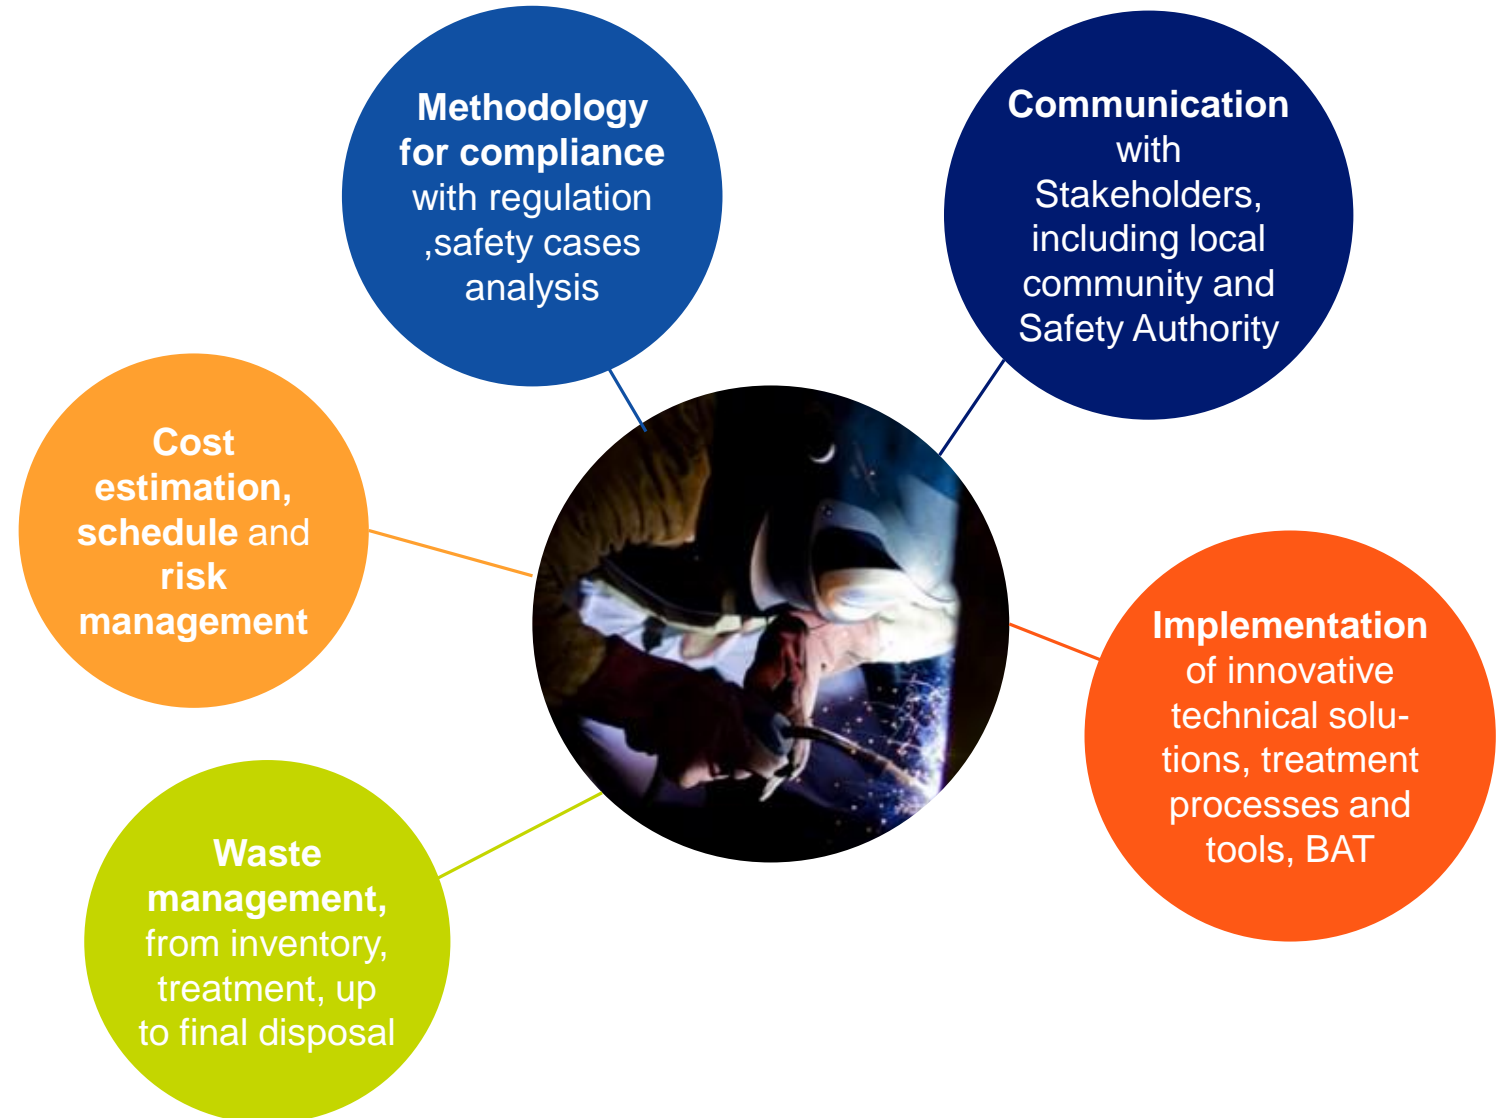 Methodology
for compliance
with regulation
,safety cases
analysis
Communication
with
Stakeholders,
including local
community and
Safety Authority
Cost
estimation,
schedule and
risk
management
Implementation
of innovative
technical solu-
tions, treatment
processes and
tools, BAT
Waste
management,
from inventory,
treatment, up
to final disposal